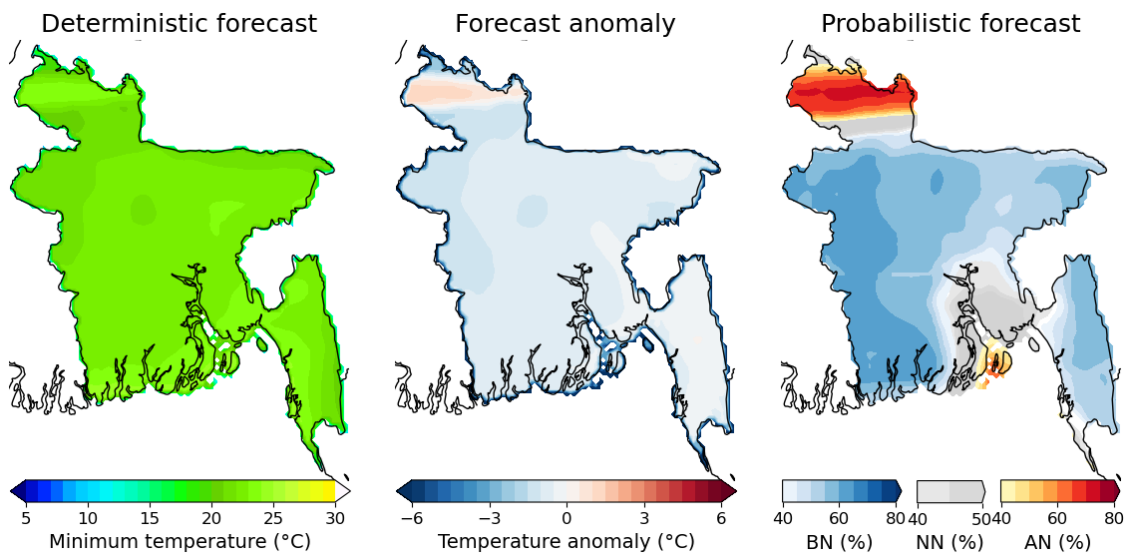 Deterministic forecast
Forecast anomaly
Probabilistic forecast
5 10 15 20 25 30
Minimum temperature (°C)
−6 −3 0 3 6
Temperature anomaly (°C)
40 60 80
BN (%)
40 50
NN (%)
40 60 80
AN (%)